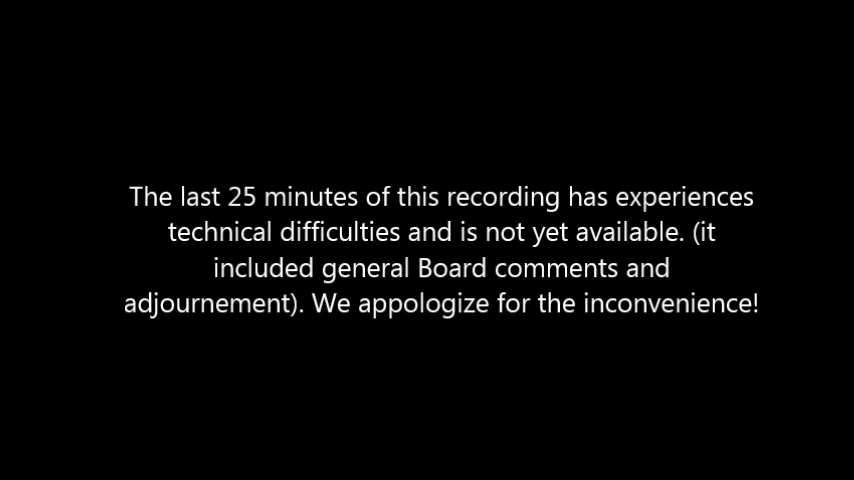 The last 25 minutes of this recording has experiences
technical difficulties and is not yet available. (it
included general Board comments and
adjournement). We appologize for the inconvenience!